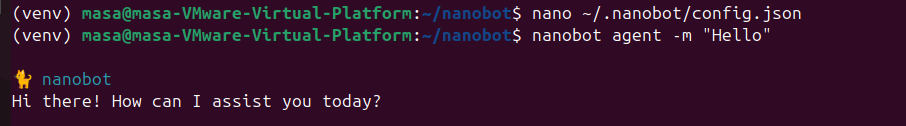 (venv) masa@masa-VMware-Virtual-Platform:~/nanobot$ nano ~/.nanobot/config.json
(venv) masa@masa-VMware-Virtual-Platform:~/nanobot$ nanobot agent -m "Hello"
🐈 nanobot
Hi there! How can I assist you today?